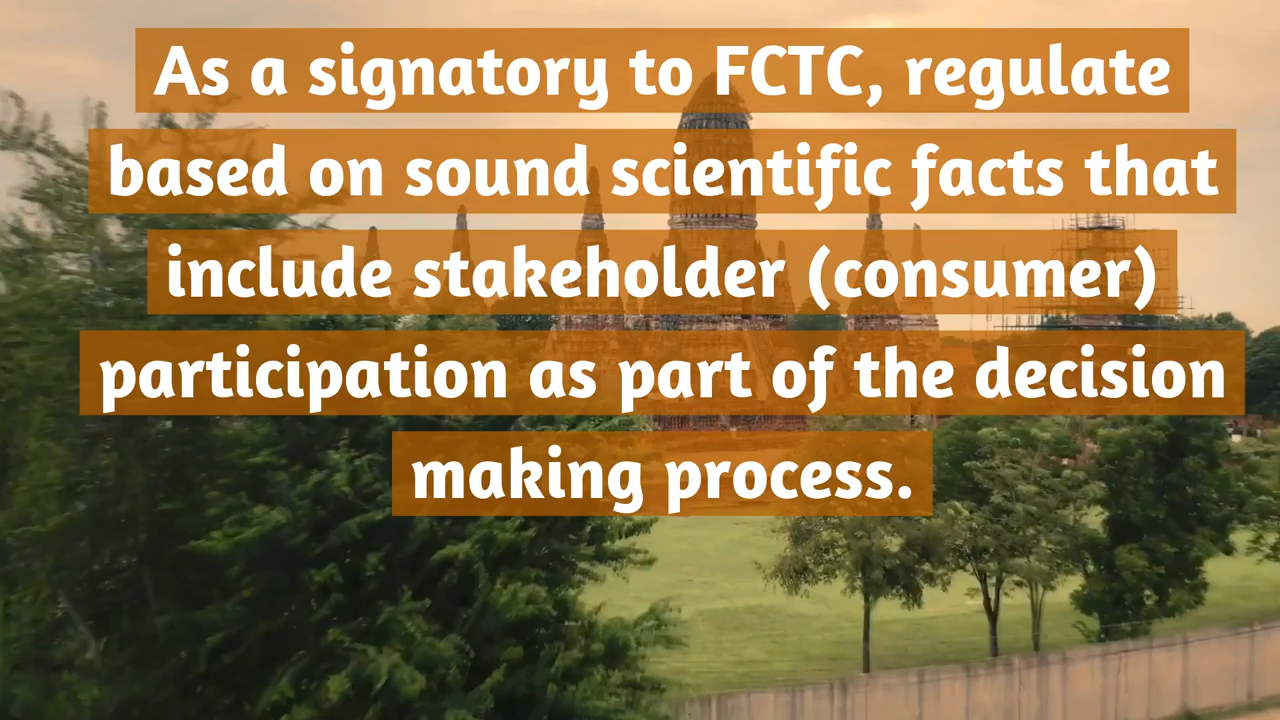 As a signatory to FCTC, regulate
based on sound scientific facts that
include stakeholder (consumer)
participation as part of the decision
making process.